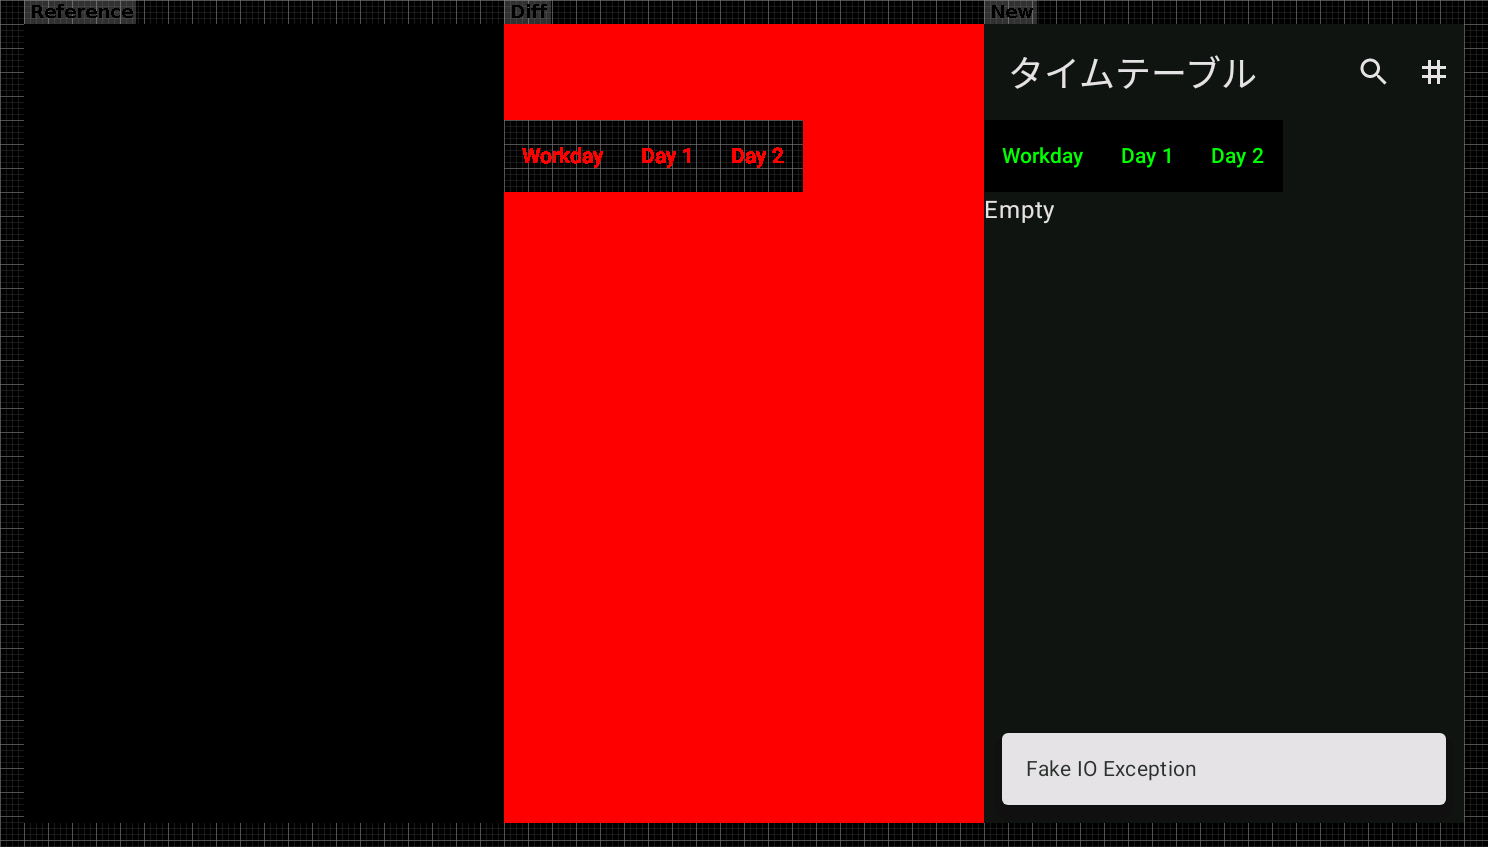 Reference
Diff
New
タイムテーブル
Workday Day 1 Day 2
Workday Day 1 Day 2
Empty
Fake IO Exception